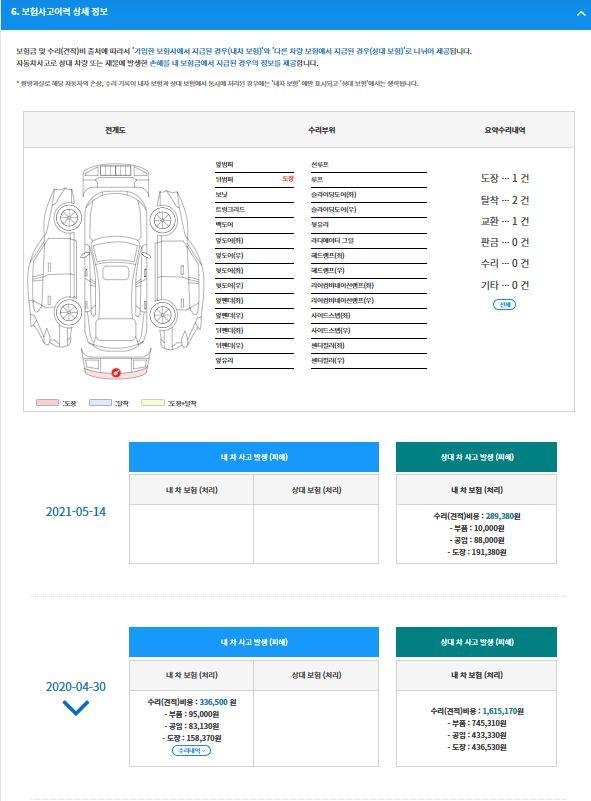 6. 보험사고이력 상세 정보
보험금 및 수리(견적)비 출처에 따라서 '가입한 보험사에서 지급된 경우(내차 보험)'와 '다른 차량 보험에서 지급된 경우(상대 보험)'로 나뉘어 제공됩니다.
자동차사고로 상대 차량 또는 재물에 발생한 손해를 내 보험금에서 지급된 경우의 정보를 제공합니다.
* 쌍방과실로 해당 자동차의 손상, 수리 기록이 내차 보험과 상대 보험에서 동시에 처리된 경우에는 '내차 보험' 에만 표시되고 '상대 보험'에서는 생략됩니다.
전개도 수리부위 요약수리내역
앞범퍼 선루프
뒤범퍼 도장 루프
보닛 슬라이딩도어(좌)
트렁크리드 슬라이딩도어(우)
백도어 뒷유리
앞도어(좌) 라디에이터 그릴
앞도어(우) 헤드램프(좌)
뒷도어(좌) 헤드램프(우)
뒷도어(우) 리어컴비네이션램프(좌)
앞펜더(좌) 리어컴비네이션램프(우)
앞펜더(우) 사이드스텝(좌)
뒤펜더(좌) 사이드스텝(우)
뒤펜더(우) 센터필러(좌)
앞유리 센터필러(우)
도장 ··· 1 건
탈착 ··· 2 건
교환 ··· 1 건
판금 ··· 0 건
수리 ··· 0 건
기타 ··· 0 건
전체
:도장 :탈착 :도장+탈착
내 차 사고 발생 (피해) 상대 차 사고 발생 (피해)
내 차 보험 (처리) 상대 보험 (처리) 내 차 보험 (처리)
2021-05-14
수리(견적)비용 : 289,380원
- 부품 : 10,000원
- 공임 : 88,000원
- 도장 : 191,380원
내 차 사고 발생 (피해) 상대 차 사고 발생 (피해)
내 차 보험 (처리) 상대 보험 (처리) 내 차 보험 (처리)
2020-04-30
수리(견적)비용 : 336,500 원
- 부품 : 95,000원
- 공임 : 83,130원
- 도장 : 158,370원
수리내역
수리(견적)비용 : 1,615,170원
- 부품 : 745,310원
- 공임 : 433,330원
- 도장 : 436,530원